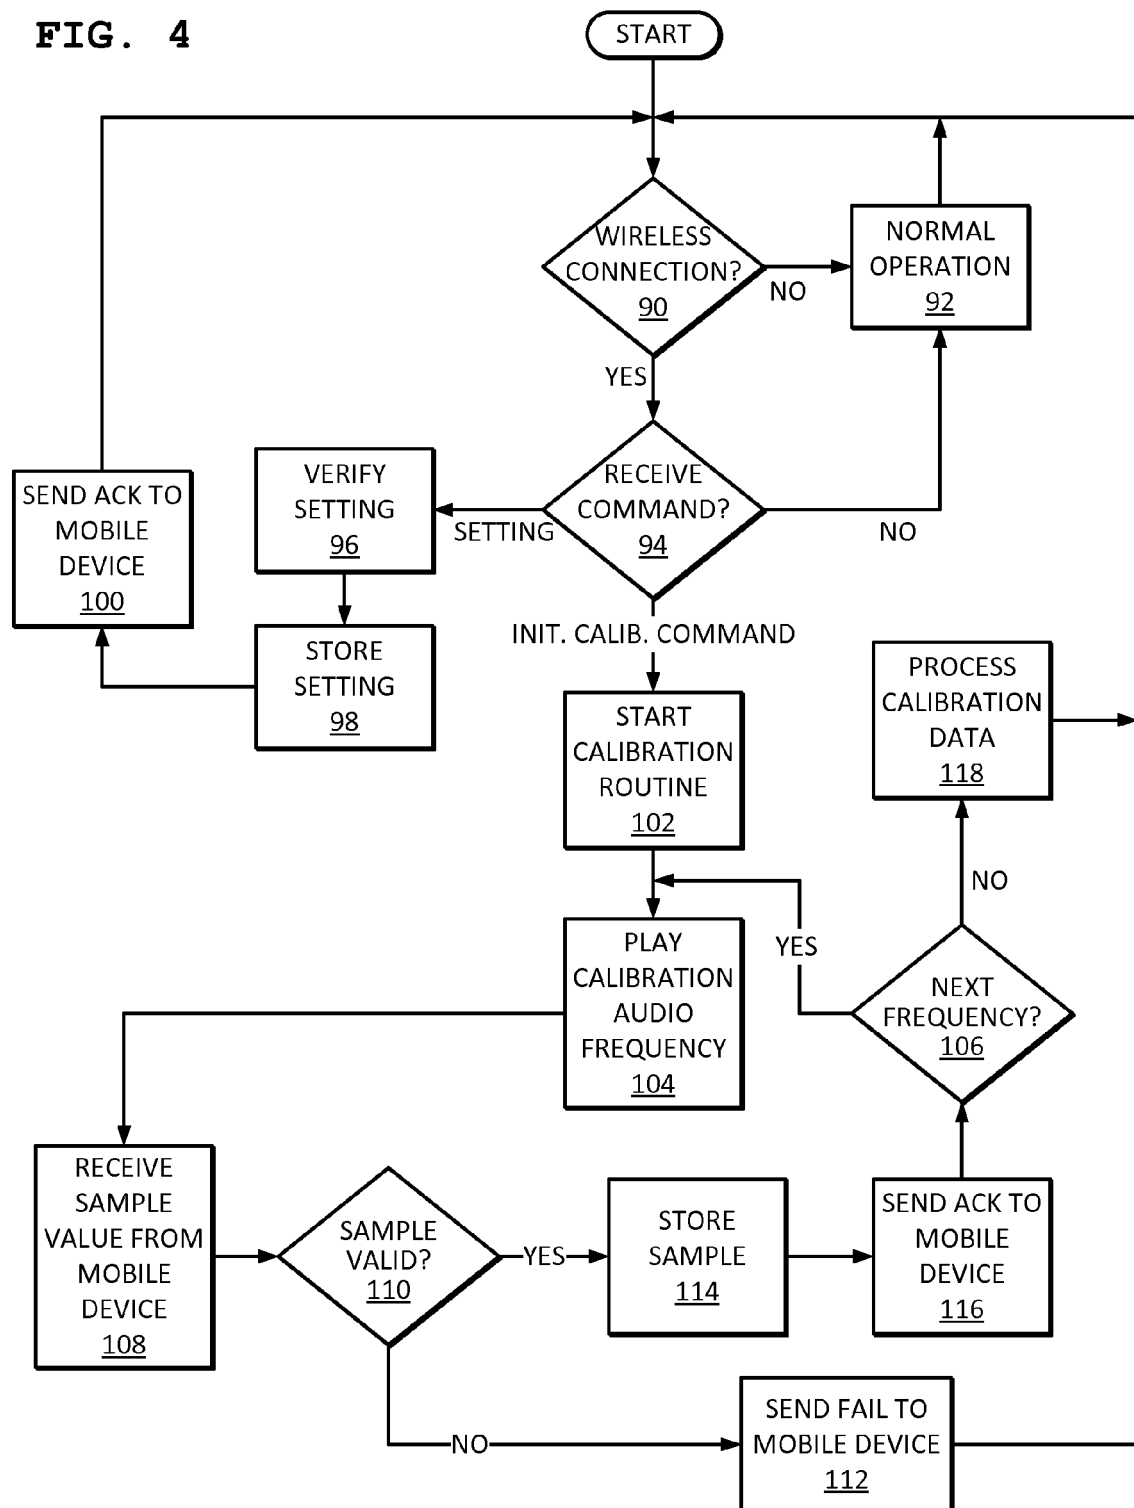 FIG. 4
START
WIRELESS
CONNECTION?
90
NO
YES
NORMAL
OPERATION
92
RECEIVE
COMMAND?
94
NO
SETTING
VERIFY
SETTING
96
STORE
SETTING
98
SEND ACK TO
MOBILE
DEVICE
100
INIT. CALIB. COMMAND
START
CALIBRATION
ROUTINE
102
PROCESS
CALIBRATION
DATA
118
NO
YES
PLAY
CALIBRATION
AUDIO
FREQUENCY
104
NEXT
FREQUENCY?
106
RECEIVE
SAMPLE
VALUE FROM
MOBILE
DEVICE
108
SAMPLE
VALID?
110
YES
STORE
SAMPLE
114
SEND ACK TO
MOBILE
DEVICE
116
NO
SEND FAIL TO
MOBILE DEVICE
112